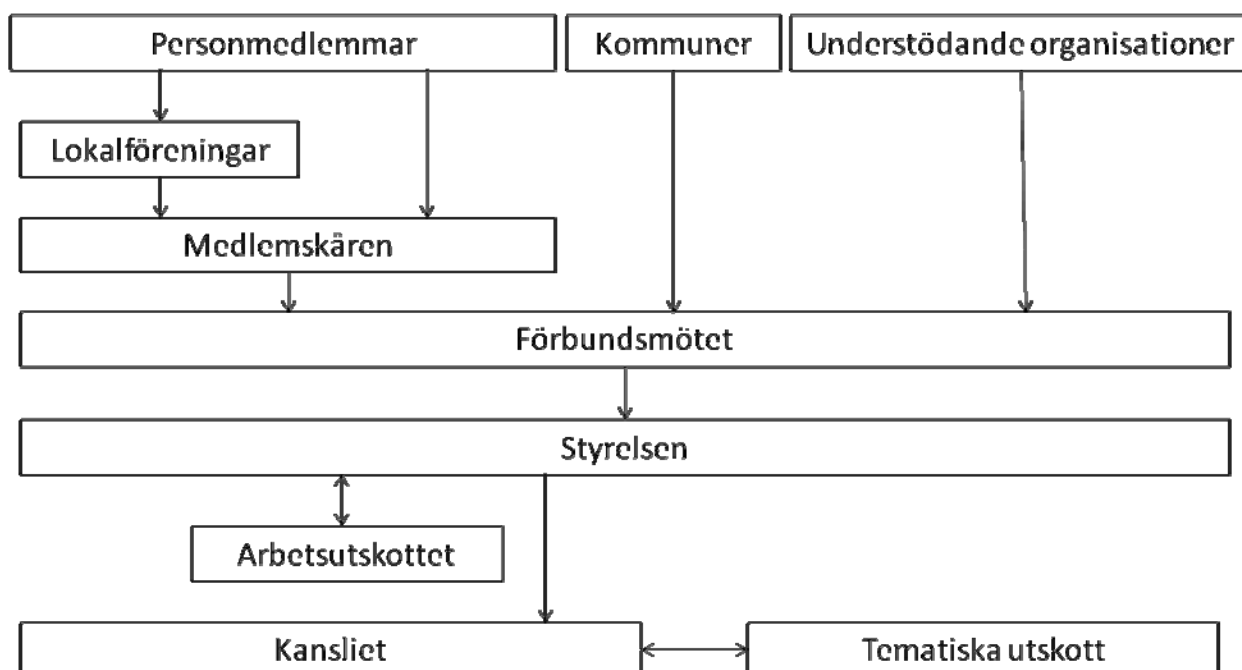 Personmedlemmar
Kommuner
Understödande organisationer
Lokalföreningar
Medlemskåren
Förbundsmötet
Styrelsen
Arbetsutskottet
Kansliet
Tematiska utskott